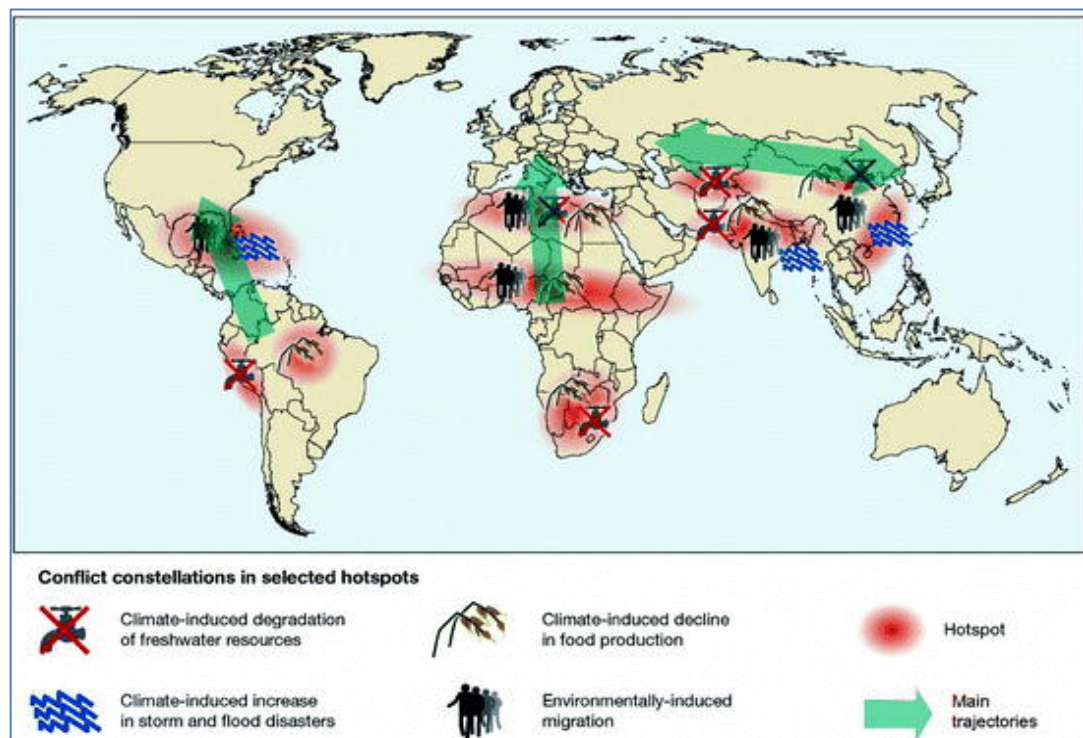 Conflict constellations in selected hotspots
Climate-induced degradation
of freshwater resources
Climate-induced decline
in food production
Hotspot
Climate-induced increase
in storm and flood disasters
Environmentally-induced
migration
Main
trajectories